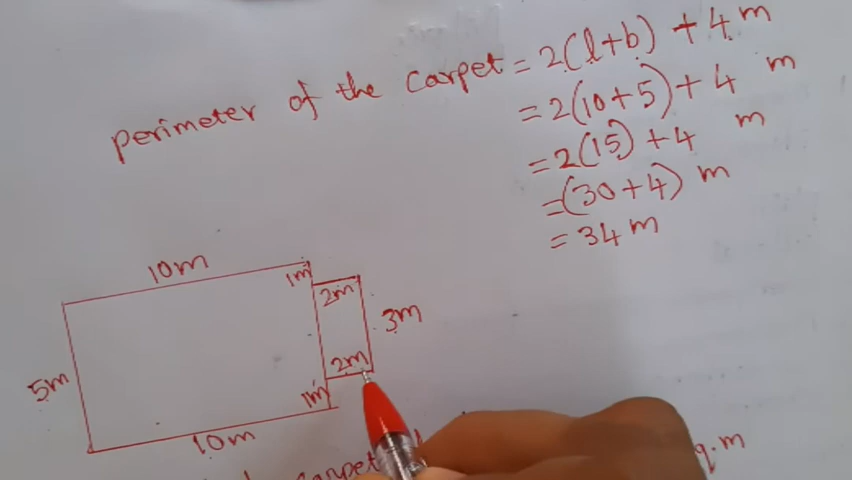 perimeter of the carpet = 2(l+b) + 4 m
= 2(10+5) + 4 m
= 2(15) + 4 m
= (30+4) m
= 34 m
10m
1m
2m
3m
5m
2m
1m
10m
carpet
q.m